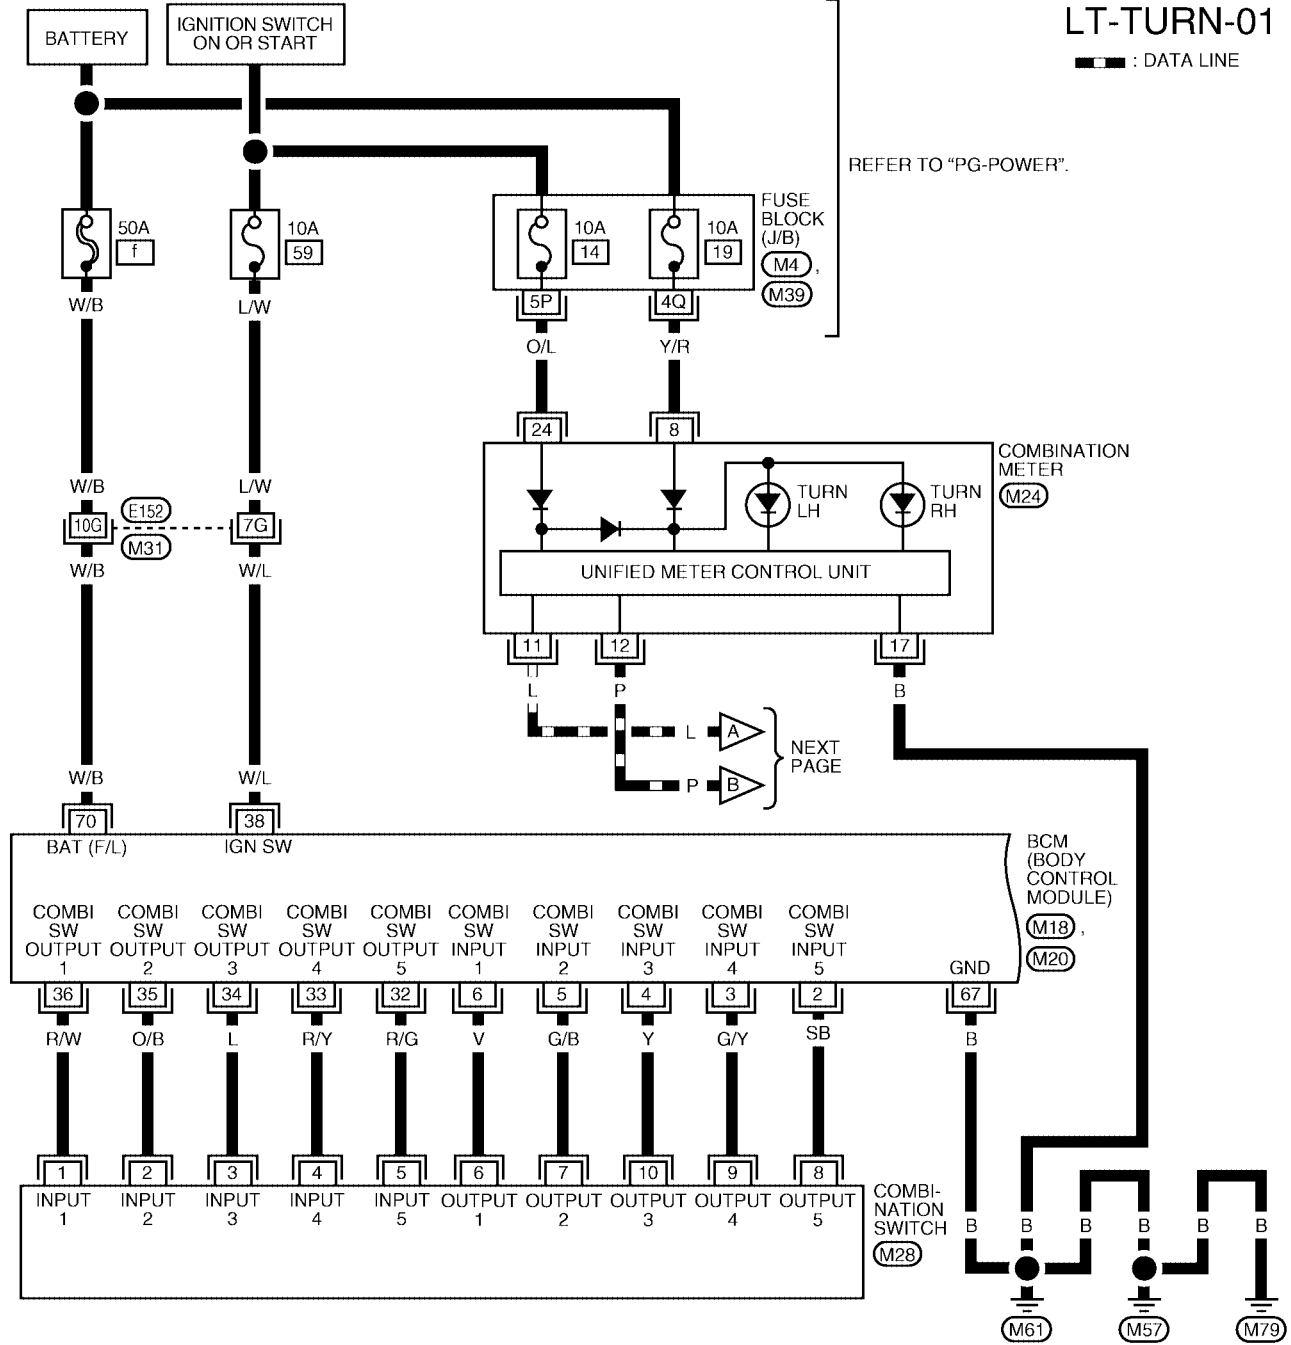 LT-TURN-01
: DATA LINE
BATTERY
IGNITION SWITCH
ON OR START
REFER TO “PG-POWER”.
50A
f
10A
59
10A
14
10A
19
FUSE
BLOCK
(J/B)
M4 ,
M39
W/B
L/W
5P
4Q
O/L
Y/R
24
8
COMBINATION
METER
M24
TURN
LH
TURN
RH
W/B
L/W
10G
E152
M31
7G
W/B
W/L
UNIFIED METER CONTROL UNIT
11
12
17
L
P
B
L
A
P
B
NEXT
PAGE
W/B
W/L
70
38
BAT (F/L)
IGN SW
BCM
(BODY
CONTROL
MODULE)
M18 ,
M20
COMBI
SW
OUTPUT
1
COMBI
SW
OUTPUT
2
COMBI
SW
OUTPUT
3
COMBI
SW
OUTPUT
4
COMBI
SW
OUTPUT
5
COMBI
SW
INPUT
1
COMBI
SW
INPUT
2
COMBI
SW
INPUT
3
COMBI
SW
INPUT
4
COMBI
SW
INPUT
5
GND
36
35
34
33
32
6
5
4
3
2
67
R/W
O/B
L
R/Y
R/G
V
G/B
Y
G/Y
SB
B
1
2
3
4
5
6
7
10
9
8
INPUT
1
INPUT
2
INPUT
3
INPUT
4
INPUT
5
OUTPUT
1
OUTPUT
2
OUTPUT
3
OUTPUT
4
OUTPUT
5
COMBI-
NATION
SWITCH
M28
B
B
B
B
B
B
M61
M57
M79